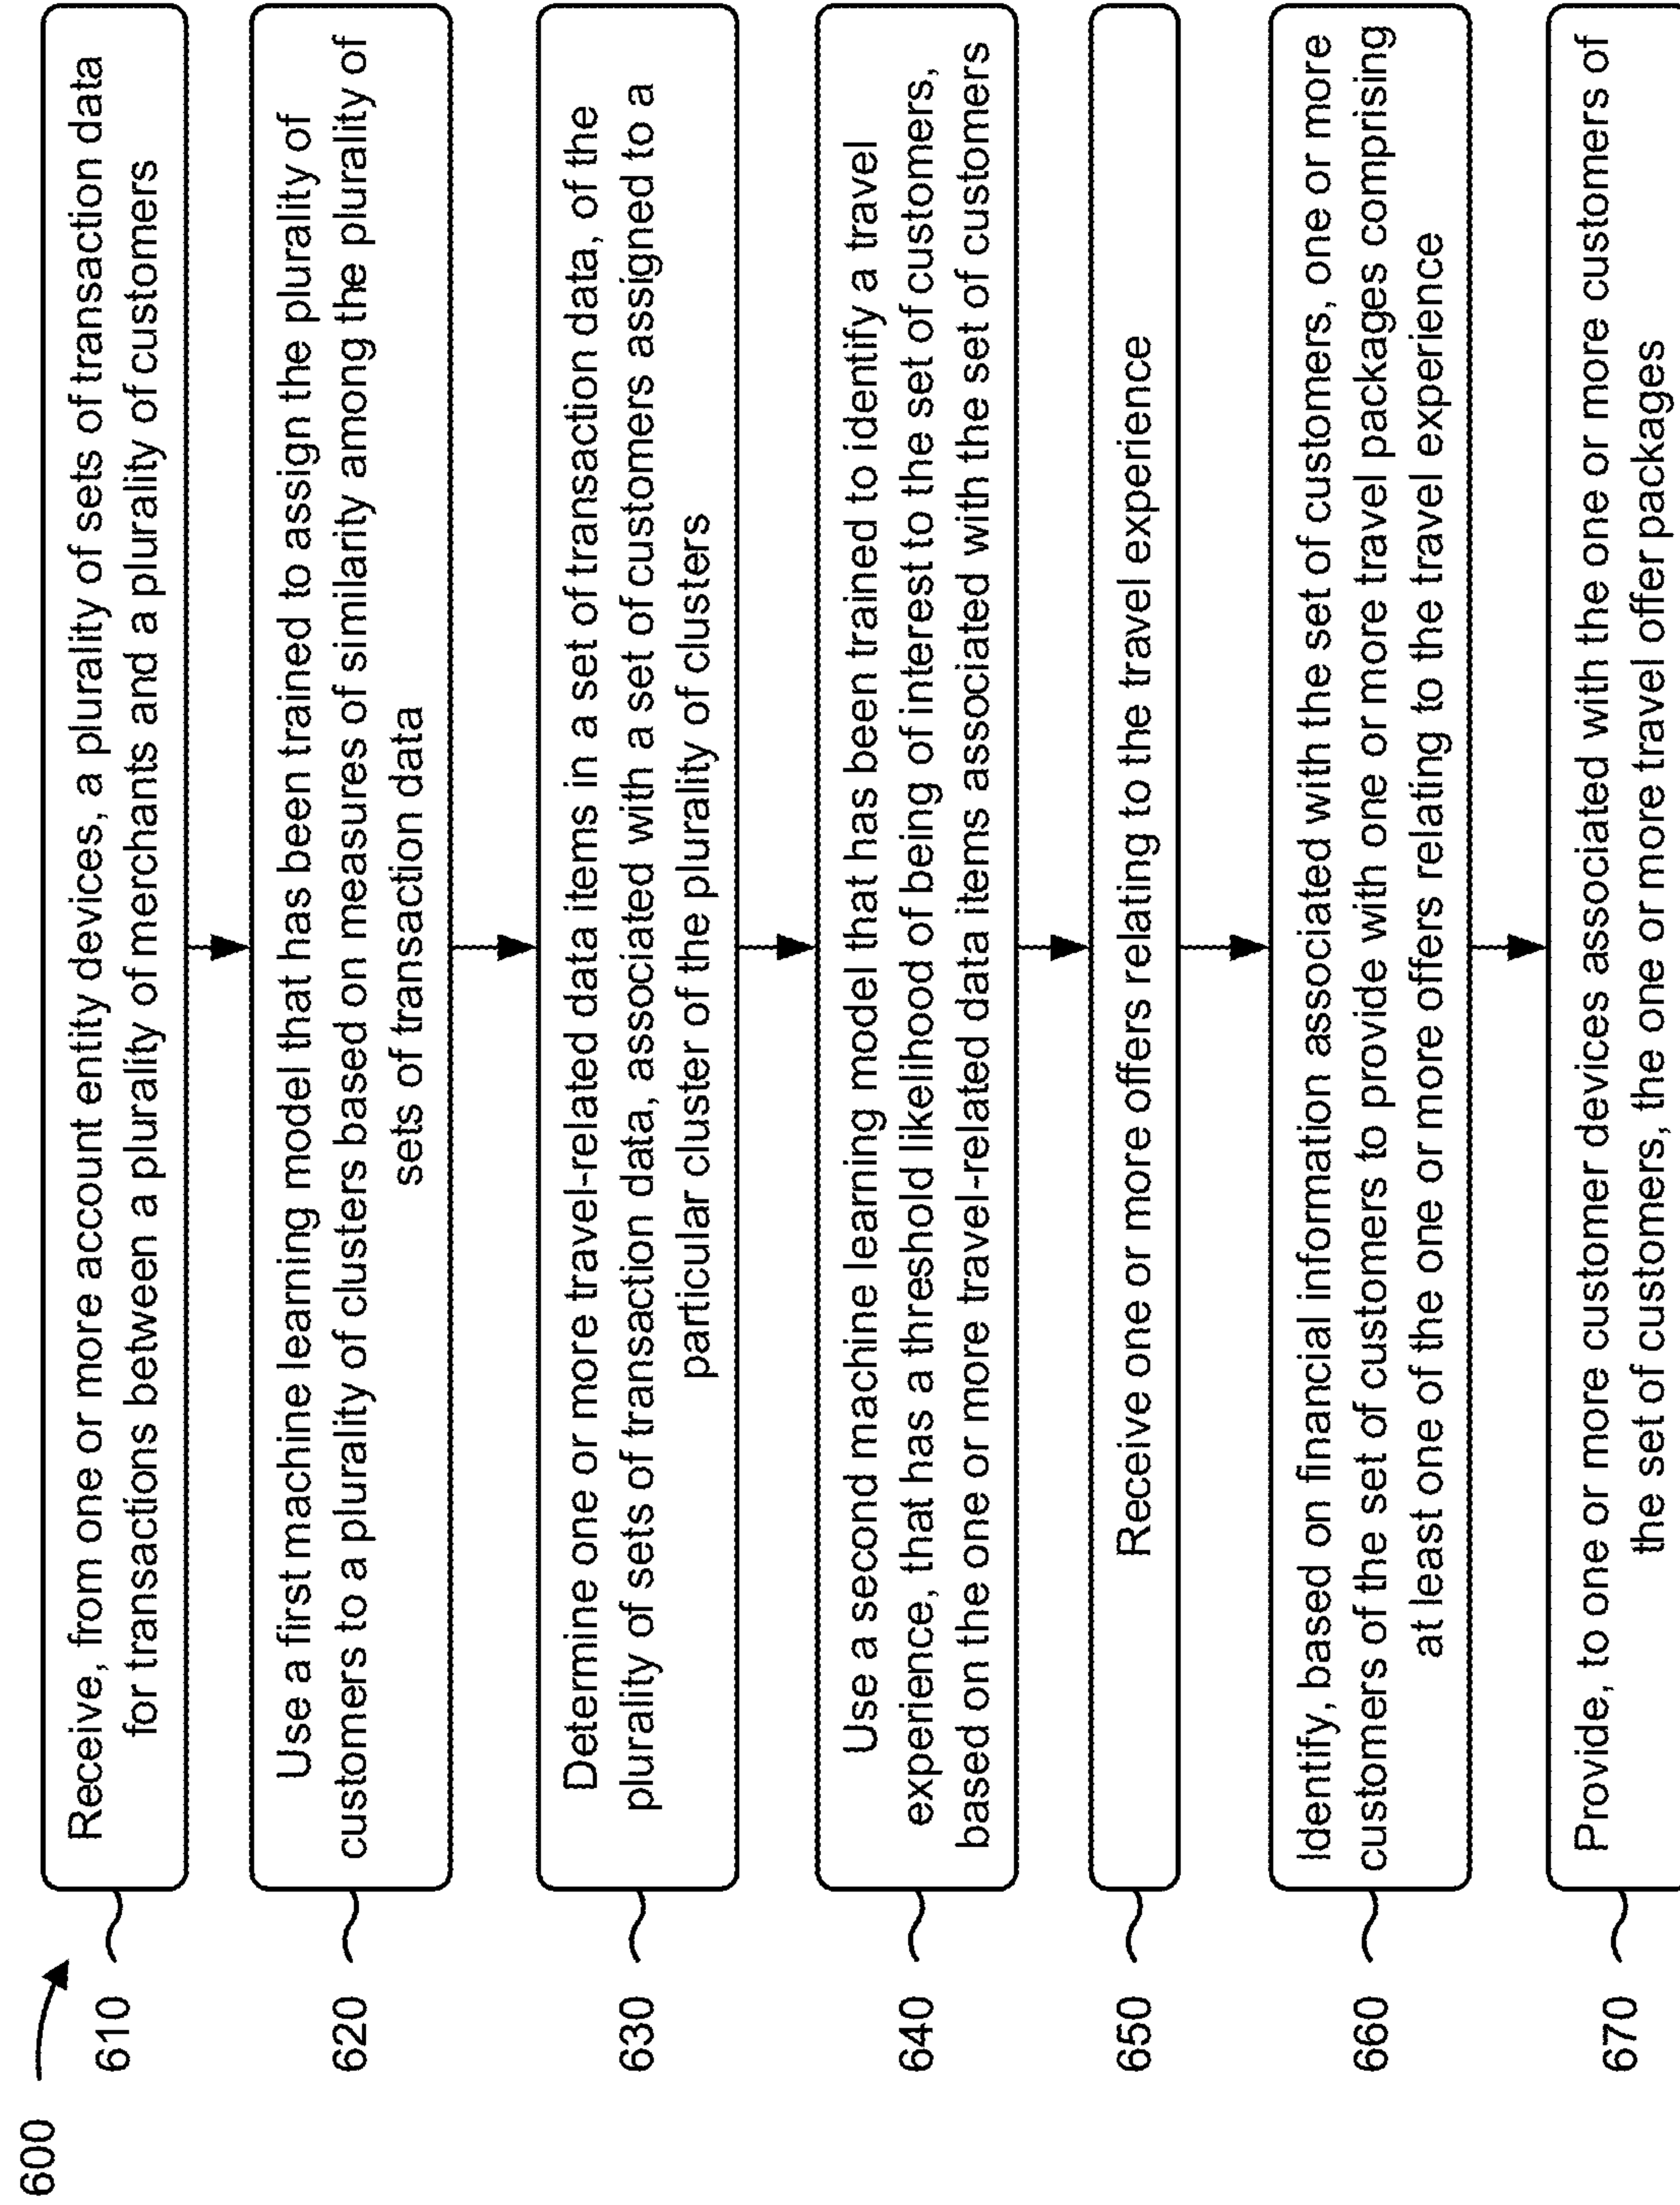 600
610
Receive, from one or more account entity devices, a plurality of sets of transaction data
for transactions between a plurality of merchants and a plurality of customers
620
Use a first machine learning model that has been trained to assign the plurality of
customers to a plurality of clusters based on measures of similarity among the plurality of
sets of transaction data
630
Determine one or more travel-related data items in a set of transaction data, of the
plurality of sets of transaction data, associated with a set of customers assigned to a
particular cluster of the plurality of clusters
640
Use a second machine learning model that has been trained to identify a travel
experience, that has a threshold likelihood of being of interest to the set of customers,
based on the one or more travel-related data items associated with the set of customers
650
Receive one or more offers relating to the travel experience
660
Identify, based on financial information associated with the set of customers, one or more
customers of the set of customers to provide with one or more travel packages comprising
at least one of the one or more offers relating to the travel experience
670
Provide, to one or more customer devices associated with the one or more customers of
the set of customers, the one or more travel offer packages